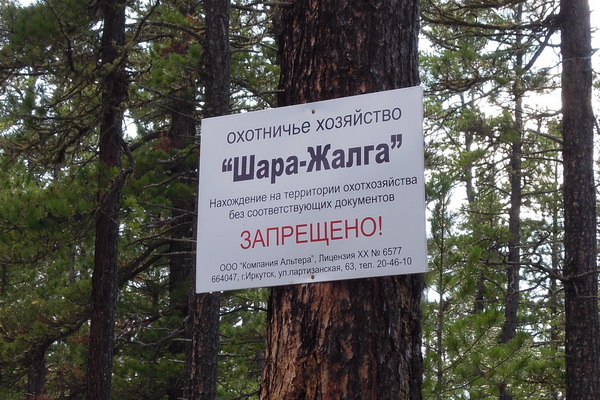 охотничье хозяйство
“Шара-Жалга”
Нахождение на территории охотхозяйства
без соответствующих документов
ЗАПРЕЩЕНО!
ООО “Компания Альтера”, Лицензия ХХ № 6577
664047, г.Иркутск, ул.партизанская, 63, тел. 20-46-10